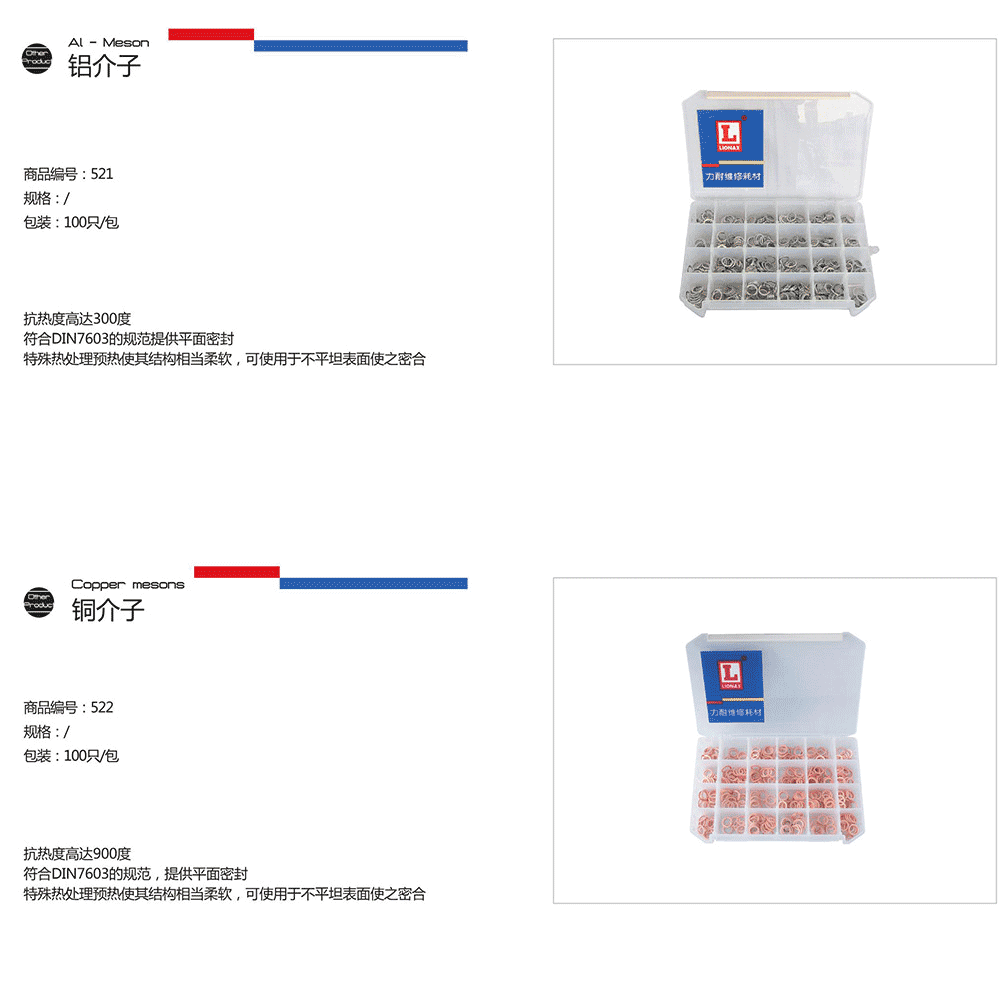 Al - Meson
Other
Product
铝介子
商品编号：521
规格：/
包装：100只/包
抗热度高达300度
符合DIN7603的规范提供平面密封
特殊热处理预热使其结构相当柔软，可使用于不平坦表面使之密合
L
LIONAX
力耐维修耗材
Copper mesons
Other
Product
铜介子
商品编号：522
规格：/
包装：100只/包
抗热度高达900度
符合DIN7603的规范，提供平面密封
特殊热处理预热使其结构相当柔软，可使用于不平坦表面使之密合
L
LIONAX
力耐维修耗材